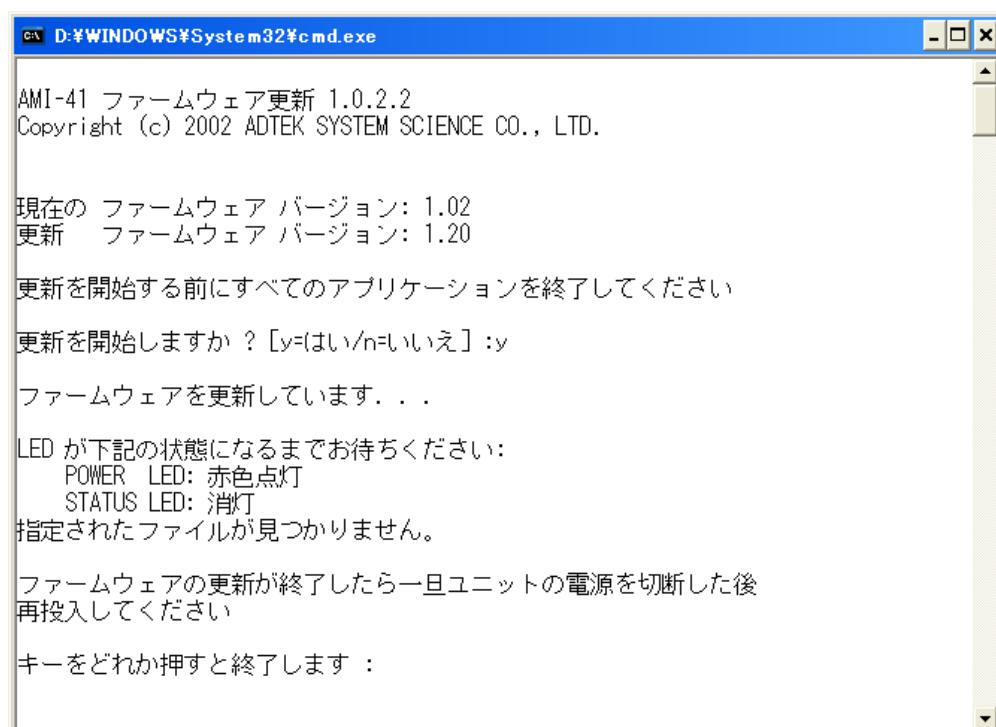 D:¥WINDOWS¥System32¥cmd.exe
AMI-41 ファームウェア更新 1.0.2.2
Copyright (c) 2002 ADTEK SYSTEM SCIENCE CO., LTD.
現在の ファームウェア バージョン: 1.02
更新　 ファームウェア バージョン: 1.20
更新を開始する前にすべてのアプリケーションを終了してください
更新を開始しますか ? [y=はい/n=いいえ] :y
ファームウェアを更新しています. . .
LED が下記の状態になるまでお待ちください:
POWER  LED: 赤色点灯
STATUS LED: 消灯
指定されたファイルが見つかりません。
ファームウェアの更新が終了したら一旦ユニットの電源を切断した後
再投入してください
キーをどれか押すと終了します :